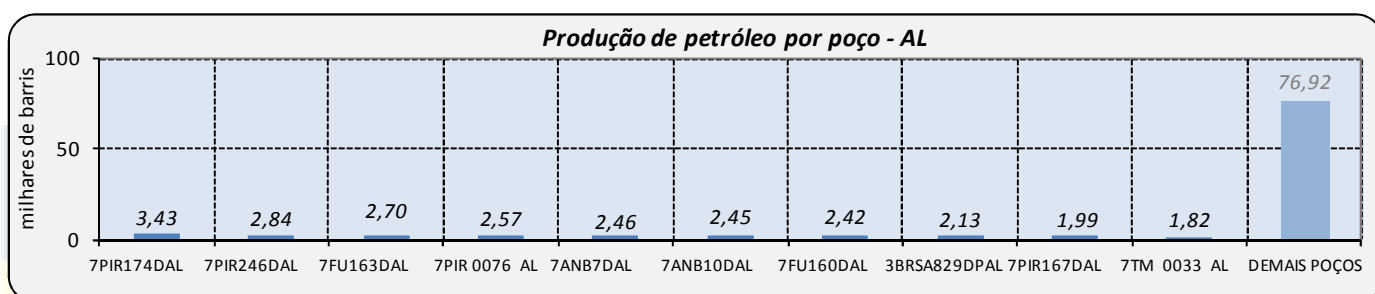 Produção de petróleo por poço - AL
milhares de barris
100
50
0
3,43 2,84 2,70 2,57 2,46 2,45 2,42 2,13 1,99 1,82 76,92
7PIR174DAL 7PIR246DAL 7FU163DAL 7PIR 0076 AL 7ANB7DAL 7ANB10DAL 7FU160DAL 3BRSA829DPAL 7PIR167DAL 7TM 0033 AL DEMAIS POÇOS